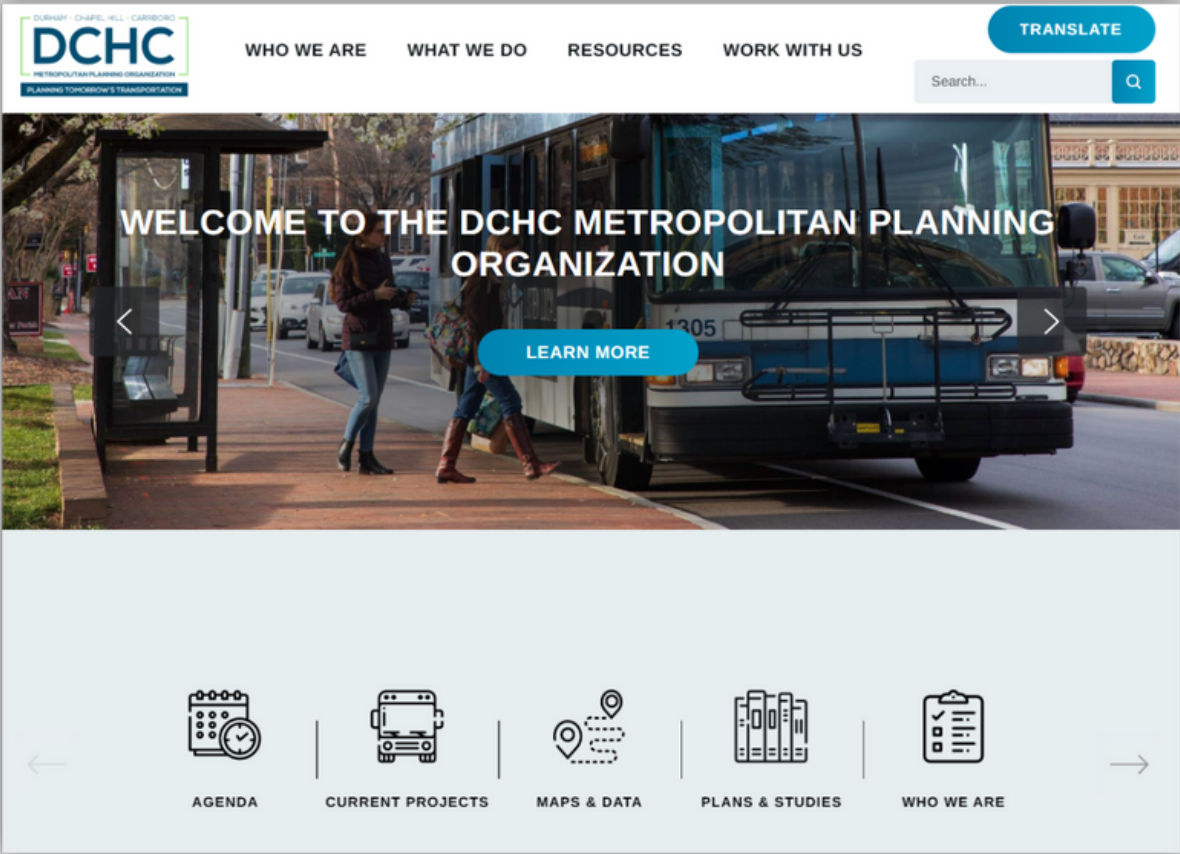 DURHAM · CHAPEL HILL · CARRBORO
DCHC
METROPOLITAN PLANNING ORGANIZATION
PLANNING TOMORROW'S TRANSPORTATION
WHO WE ARE
WHAT WE DO
RESOURCES
WORK WITH US
TRANSLATE
Search...
WELCOME TO THE DCHC METROPOLITAN PLANNING
ORGANIZATION
1305
LEARN MORE
AGENDA
CURRENT PROJECTS
MAPS & DATA
PLANS & STUDIES
WHO WE ARE